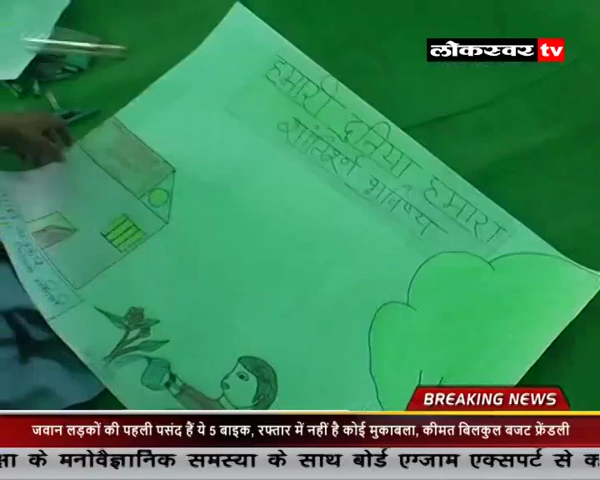 लोकस्वर tv
हमारी दुनिया हमारा
शांतिपूर्ण भविष्य
BREAKING NEWS
जवान लड़कों की पहली पसंद हैं ये 5 बाइक, रफ्तार में नहीं है कोई मुकाबला, कीमत बिलकुल बजट फ्रेंडली
के मनोवैज्ञानिक समस्या के साथ बोर्ड एग्जाम एक्सपर्ट से